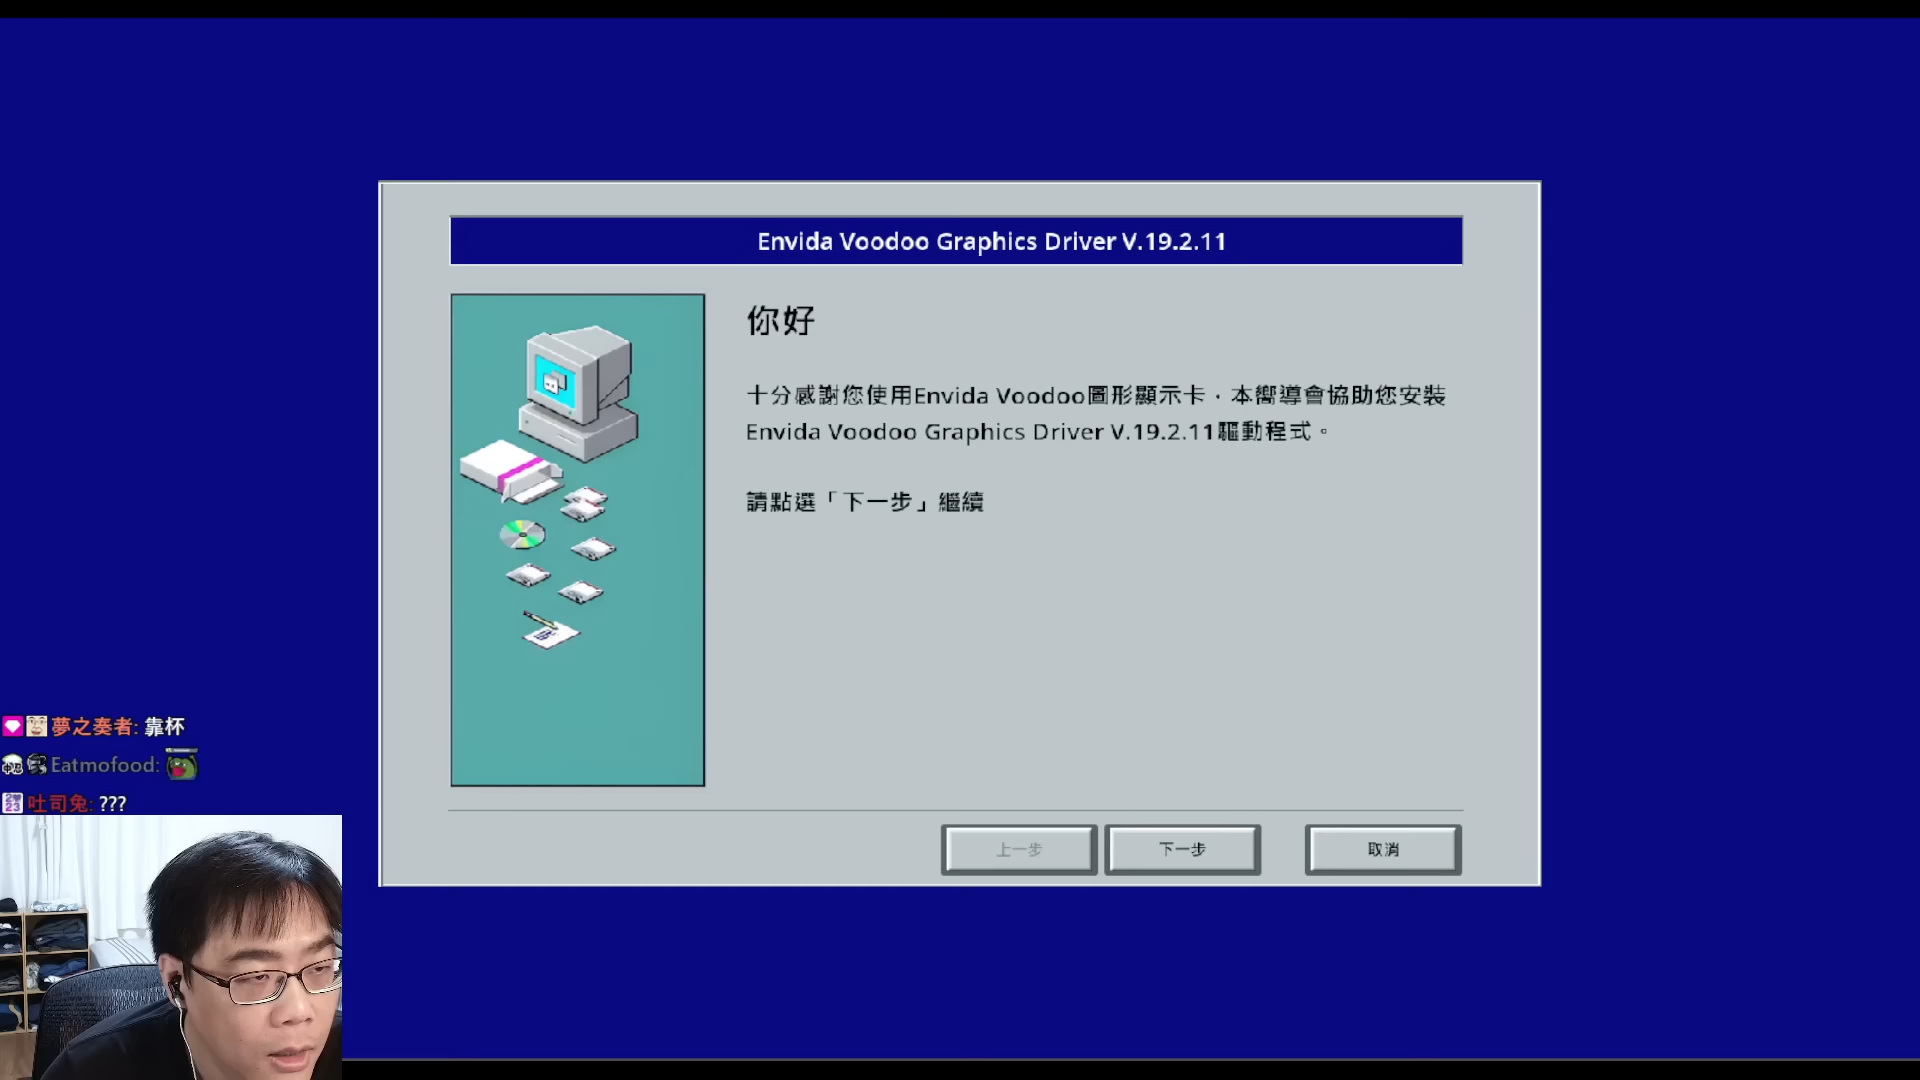 Envida Voodoo Graphics Driver V.19.2.11
你好
十分感謝您使用Envida Voodoo圖形顯示卡，本嚮導會協助您安裝
Envida Voodoo Graphics Driver V.19.2.11驅動程式。
請點選「下一步」繼續
夢之奏者: 靠杯
Eatmofood:
吐司兔: ???
上一步
下一步
取消